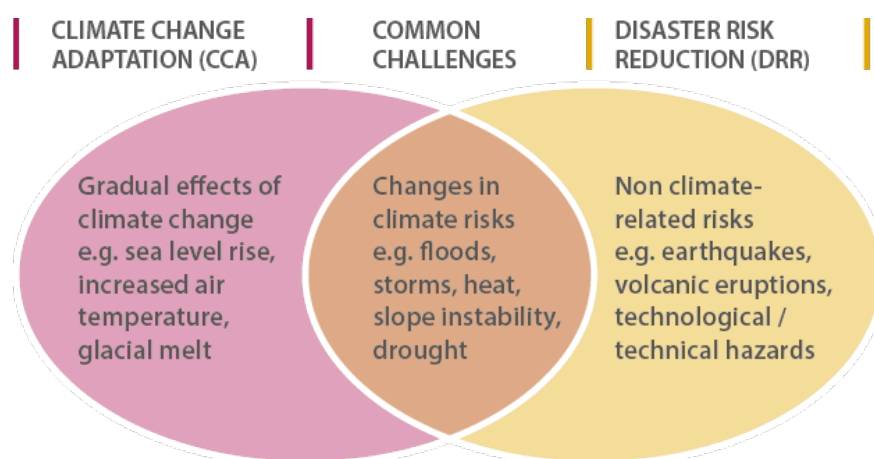 CLIMATE CHANGE
ADAPTATION (CCA)
COMMON
CHALLENGES
DISASTER RISK
REDUCTION (DRR)
Gradual effects of
climate change
e.g. sea level rise,
increased air
temperature,
glacial melt
Changes in
climate risks
e.g. floods,
storms, heat,
slope instability,
drought
Non climate-
related risks
e.g. earthquakes,
volcanic eruptions,
technological /
technical hazards